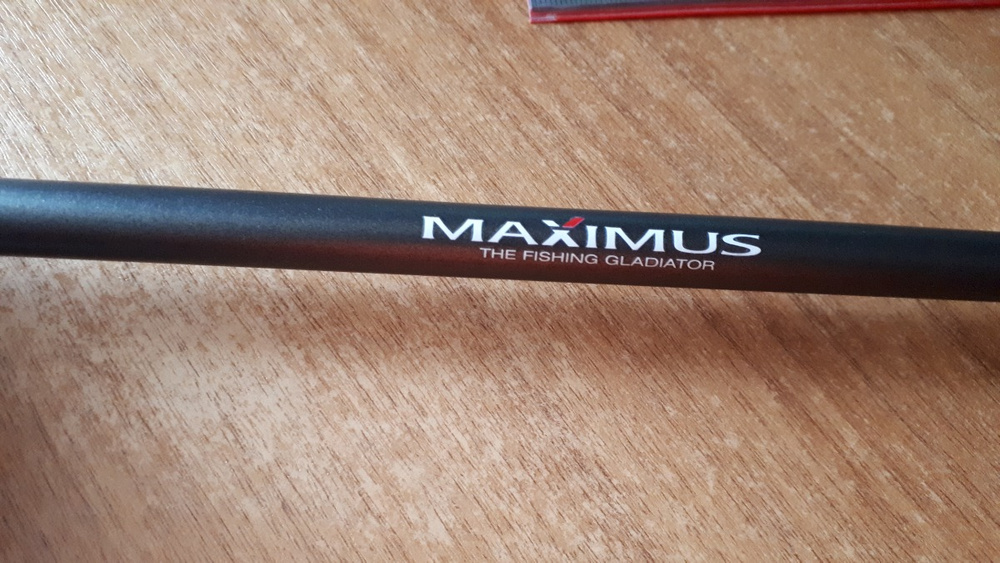 MAXIMUS
THE FISHING GLADIATOR